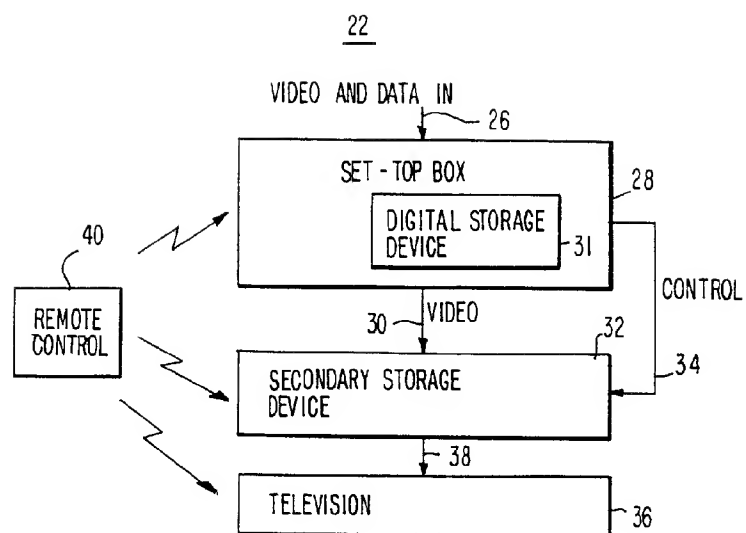 22
VIDEO AND DATA IN
26
SET-TOP BOX
28
DIGITAL STORAGE
DEVICE
31
40
REMOTE
CONTROL
CONTROL
30
VIDEO
32
34
SECONDARY STORAGE
DEVICE
38
TELEVISION
36